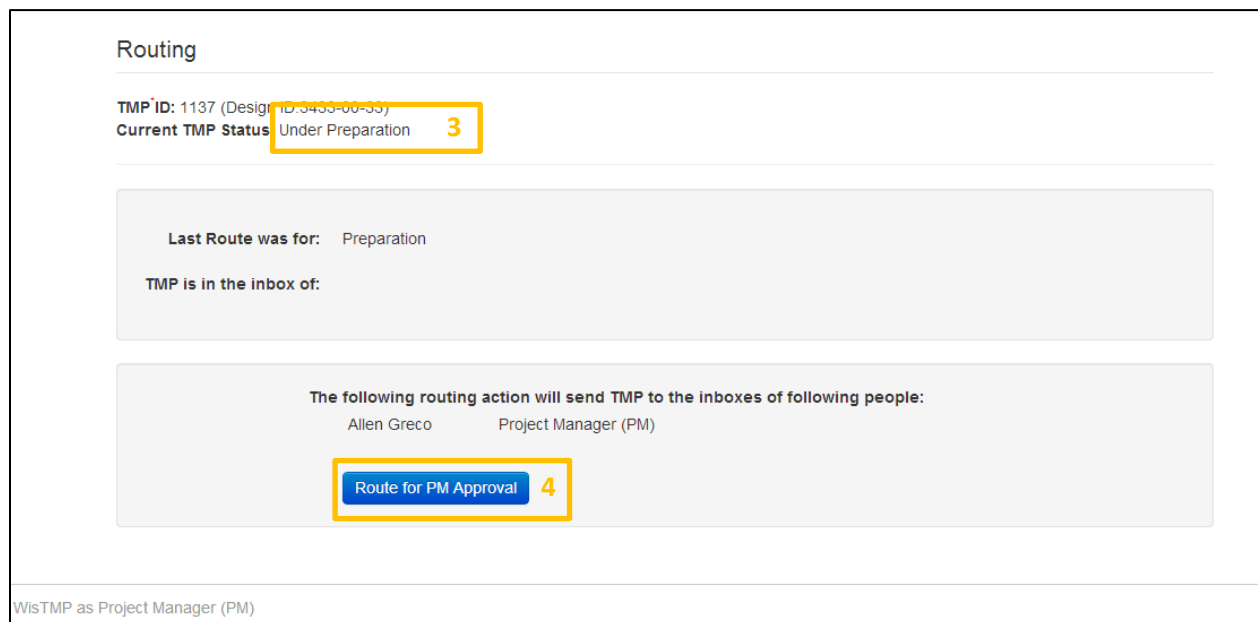 Routing
TMP ID: 1137 (Design ID:3433-00-33)
Current TMP Status Under Preparation 3
Last Route was for: Preparation
TMP is in the inbox of:
The following routing action will send TMP to the inboxes of following people:
Allen Greco Project Manager (PM)
Route for PM Approval 4
WisTMP as Project Manager (PM)